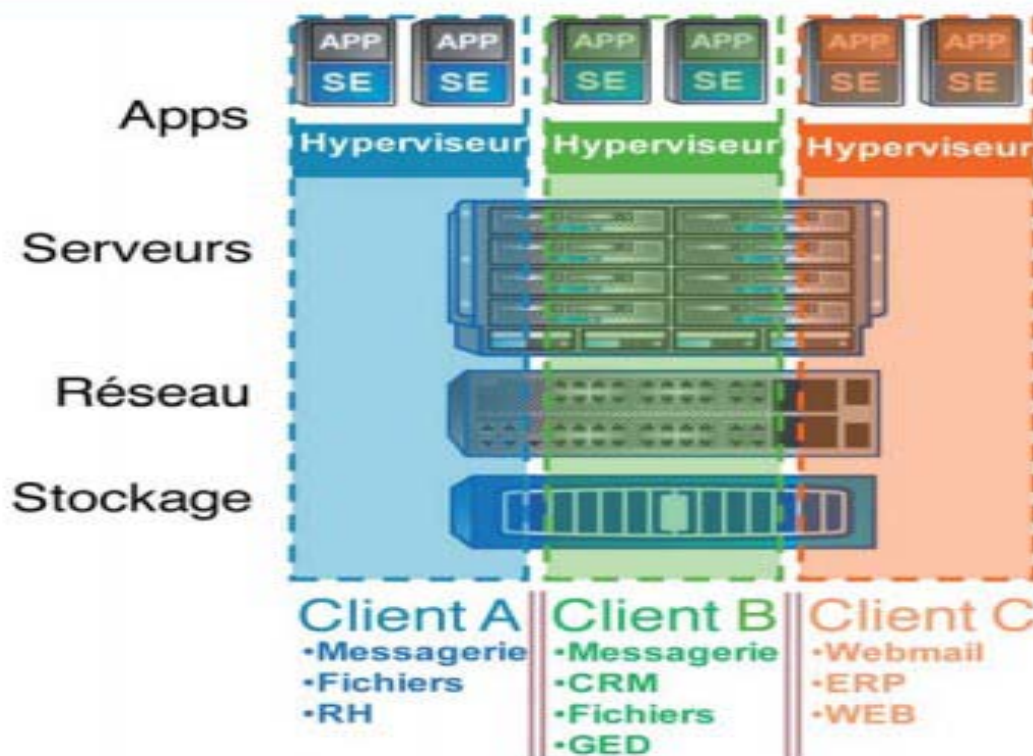 APP APP APP APP APP APP
SE SE SE SE SE SE
Apps
Hyperviseur Hyperviseur Hyperviseur
Serveurs
Réseau
Stockage
Client A
•Messagerie
•Fichiers
•RH
Client B
•Messagerie
•CRM
•Fichiers
•GED
Client C
•Webmail
•ERP
•WEB